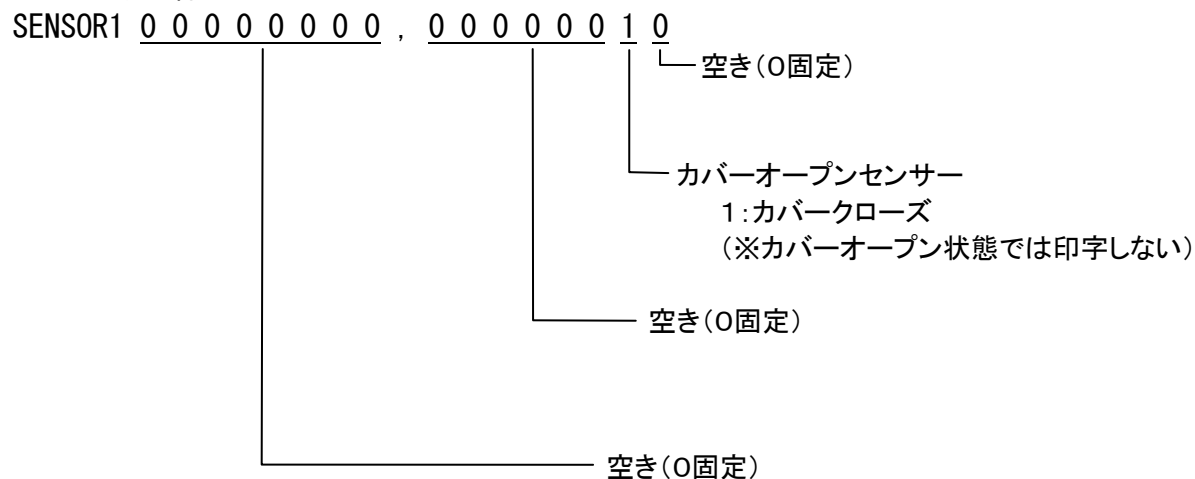 SENSOR1 0 0 0 0 0 0 0 0 , 0 0 0 0 0 0 1 0
空き(0固定)
カバーオープンセンサー
1:カバークローズ
(※カバーオープン状態では印字しない)
空き(0固定)
空き(0固定)